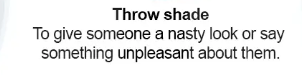 Throw shade
To give someone a nasty look or say
something unpleasant about them.